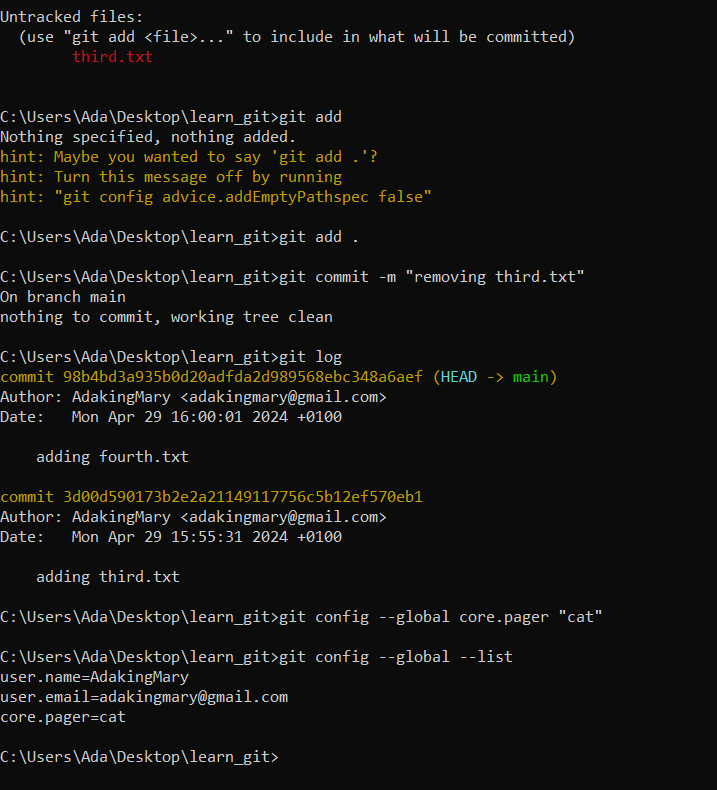 Untracked files:
  (use "git add <file>..." to include in what will be committed)
        third.txt
C:\Users\Ada\Desktop\learn_git>git add
Nothing specified, nothing added.
hint: Maybe you wanted to say 'git add .'?
hint: Turn this message off by running
hint: "git config advice.addEmptyPathspec false"
C:\Users\Ada\Desktop\learn_git>git add .
C:\Users\Ada\Desktop\learn_git>git commit -m "removing third.txt"
On branch main
nothing to commit, working tree clean
C:\Users\Ada\Desktop\learn_git>git log
commit 98b4bd3a935b0d20adfda2d989568ebc348a6aef (HEAD -> main)
Author: AdakingMary <adakingmary@gmail.com>
Date:   Mon Apr 29 16:00:01 2024 +0100
    adding fourth.txt
commit 3d00d590173b2e2a21149117756c5b12ef570eb1
Author: AdakingMary <adakingmary@gmail.com>
Date:   Mon Apr 29 15:55:31 2024 +0100
    adding third.txt
C:\Users\Ada\Desktop\learn_git>git config --global core.pager "cat"
C:\Users\Ada\Desktop\learn_git>git config --global --list
user.name=AdakingMary
user.email=adakingmary@gmail.com
core.pager=cat
C:\Users\Ada\Desktop\learn_git>